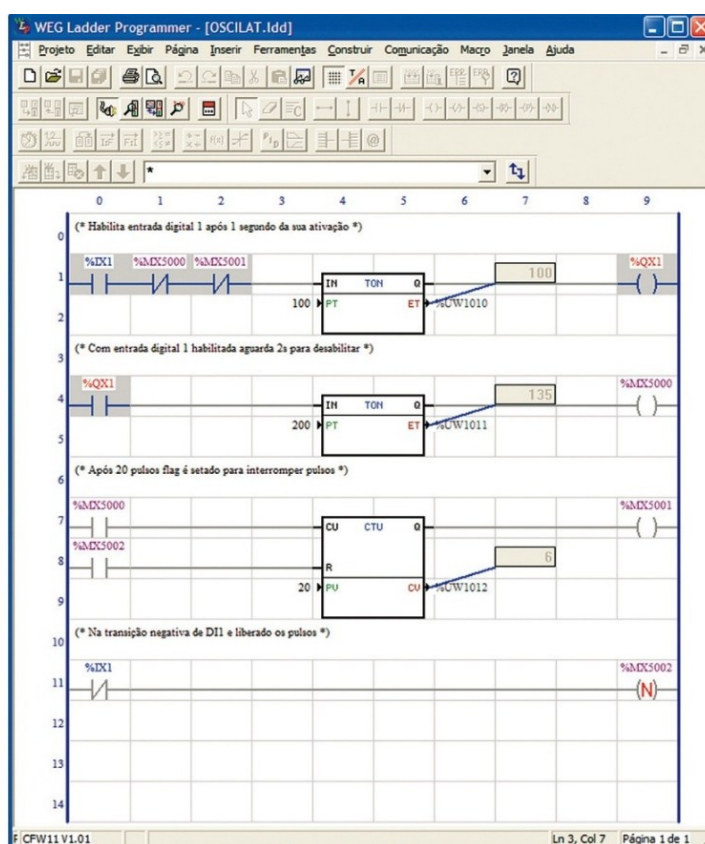 WEG Ladder Programmer - [OSCILAT.ldd]
Projeto Editar Exibir Página Inserir Ferramentas Construir Comunicação Macro Janela Ajuda
*
0 1 2 3 4 5 6 7 8 9
0 (* Habilita entrada digital 1 após 1 segundo da sua ativação *)
%IX1 %MX5000 %MX5001 100 %QX1
1 IN TON Q
100 PT ET %UW1010
2
3 (* Com entrada digital 1 habilitada aguarda 2s para desabilitar *)
%QX1 135 %MX5000
4 IN TON Q
200 PT ET %UW1011
5
6 (* Após 20 pulsos flag é setado para interromper pulsos *)
%MX5000 %MX5001
7 CU CTU Q
%MX5002 6
8 R
20 PV CV %UW1012
9
10 (* Na transição negativa de DI1 e liberado os pulsos *)
%IX1 %MX5002
11 (N)
12
13
14
CFW11 V1.01 Ln 3, Col 7 Página 1 de 1